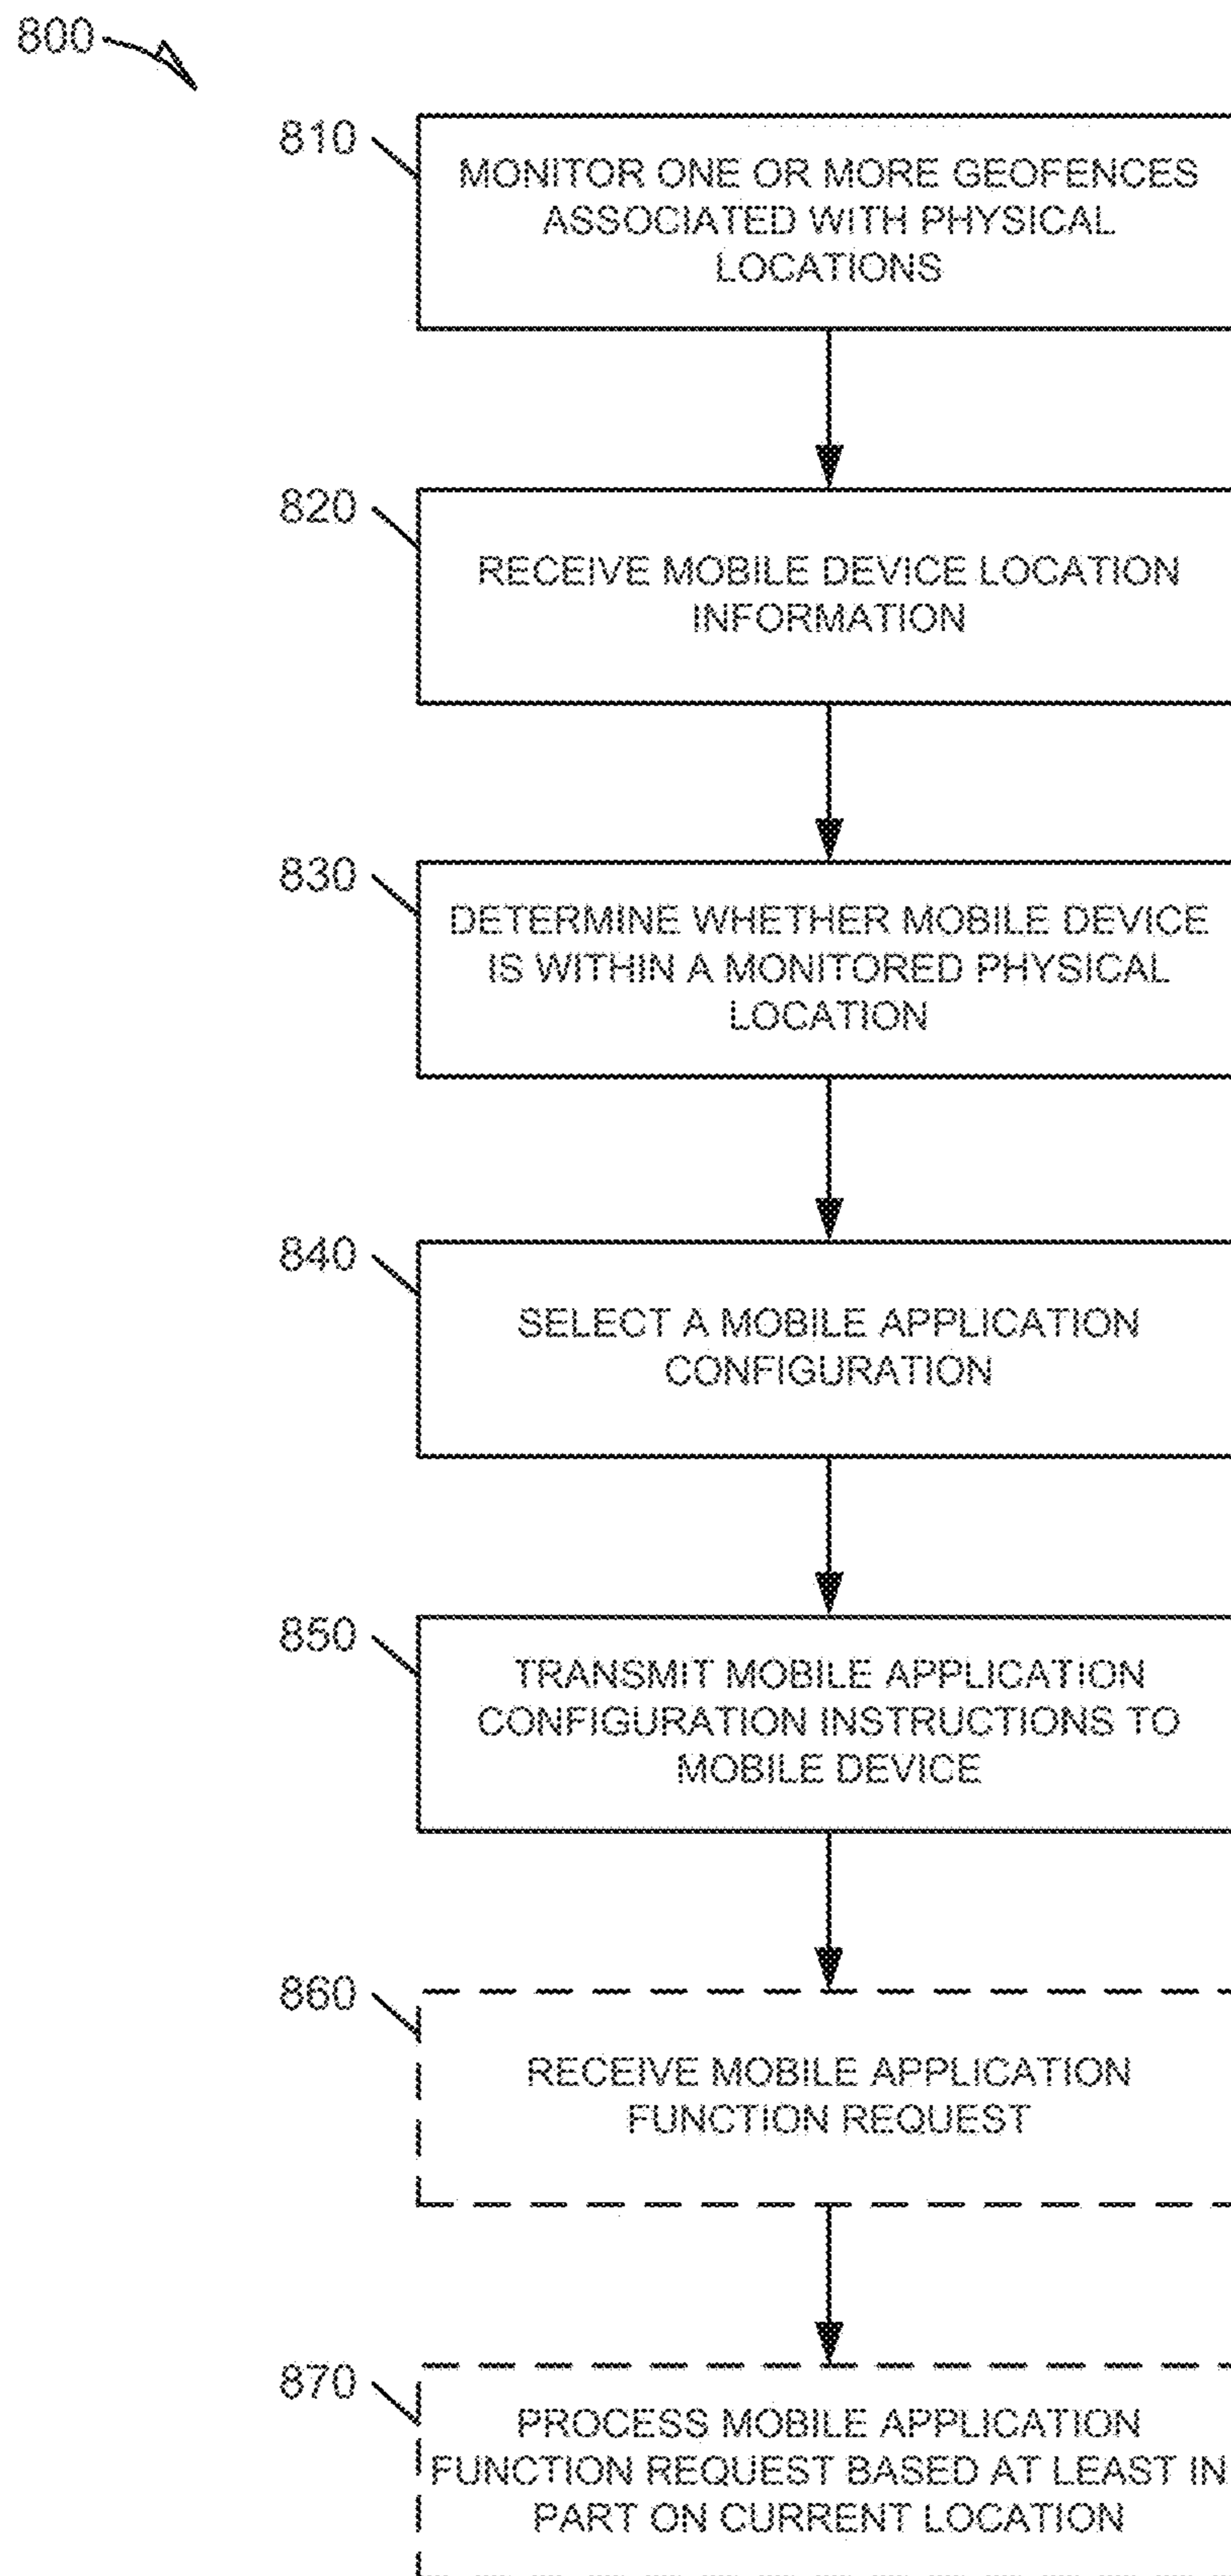 800
810
MONITOR ONE OR MORE GEOFENCES
ASSOCIATED WITH PHYSICAL
LOCATIONS
820
RECEIVE MOBILE DEVICE LOCATION
INFORMATION
830
DETERMINE WHETHER MOBILE DEVICE
IS WITHIN A MONITORED PHYSICAL
LOCATION
840
SELECT A MOBILE APPLICATION
CONFIGURATION
850
TRANSMIT MOBILE APPLICATION
CONFIGURATION INSTRUCTIONS TO
MOBILE DEVICE
860
RECEIVE MOBILE APPLICATION
FUNCTION REQUEST
870
PROCESS MOBILE APPLICATION
FUNCTION REQUEST BASED AT LEAST IN
PART ON CURRENT LOCATION